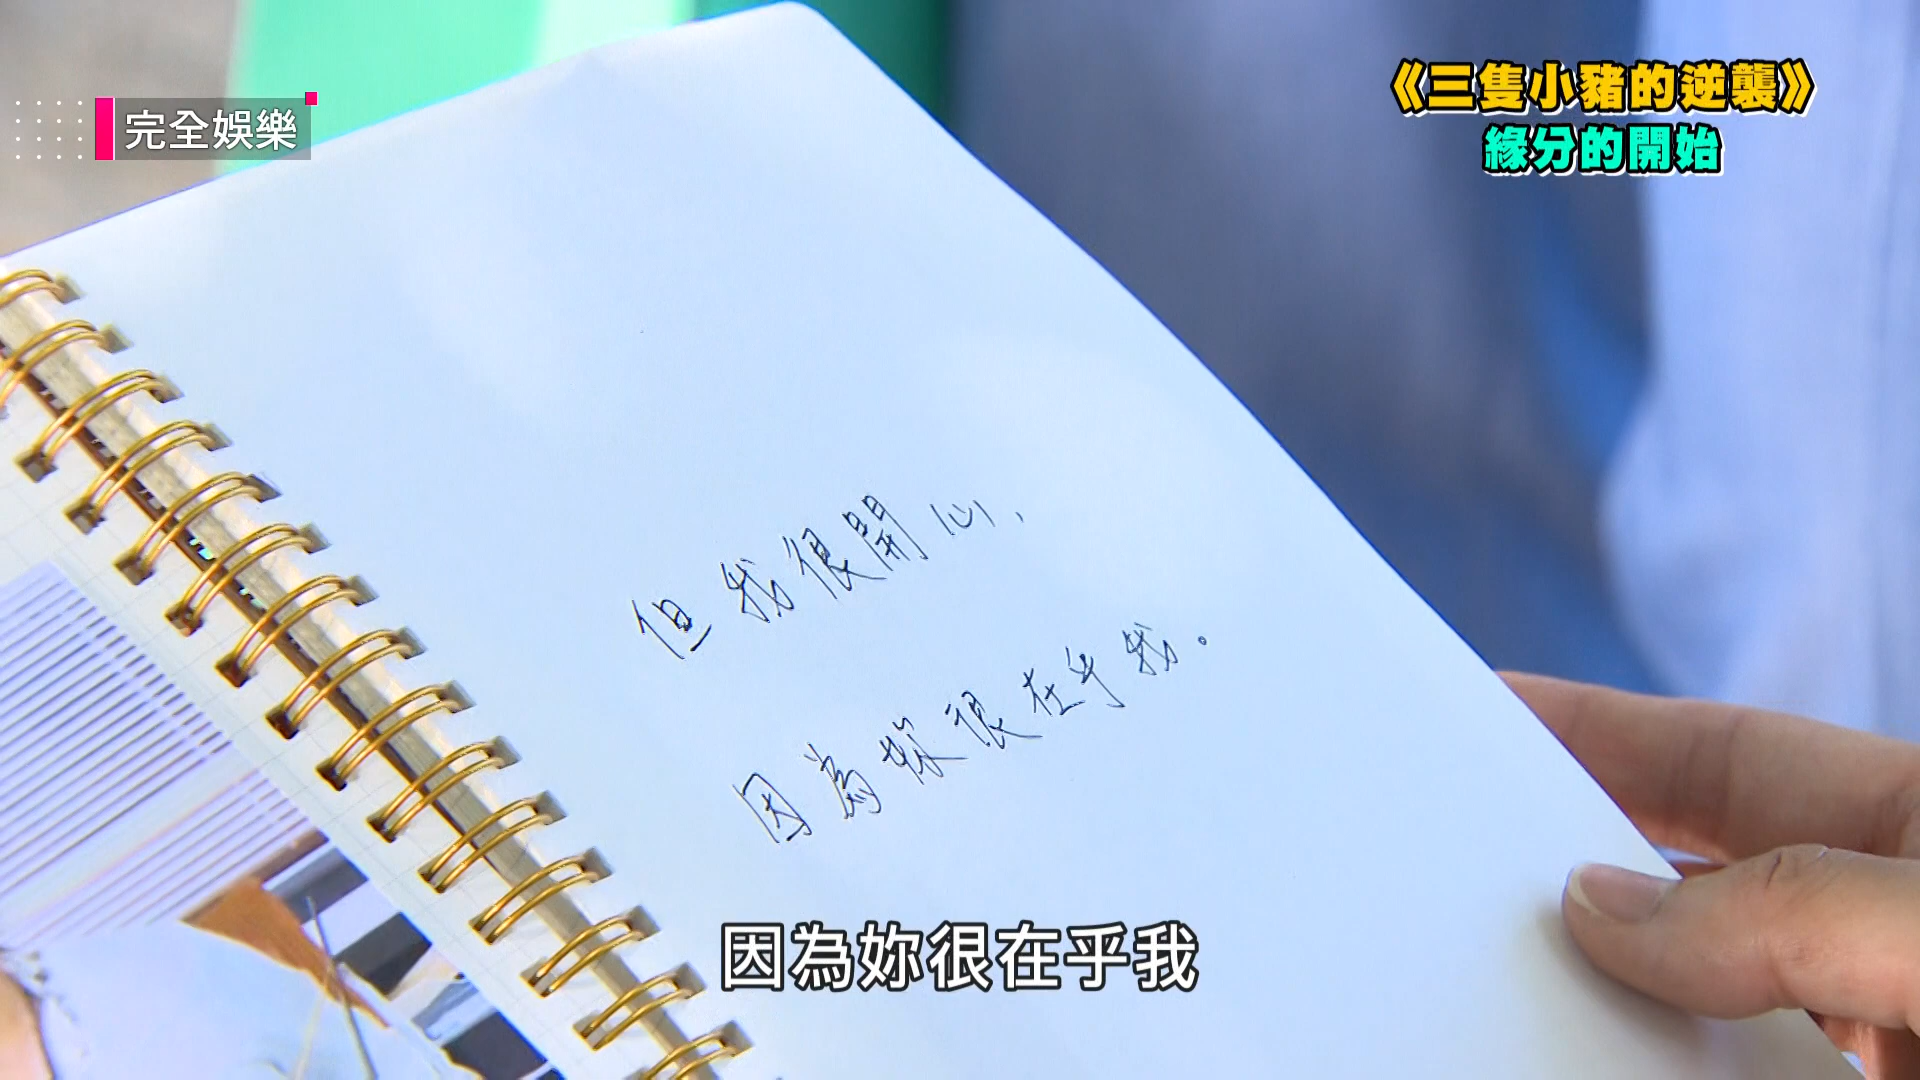 完全娛樂
《三隻小豬的逆襲》
緣分的開始
但我很開心,
因為妳很在乎我。
因為妳很在乎我